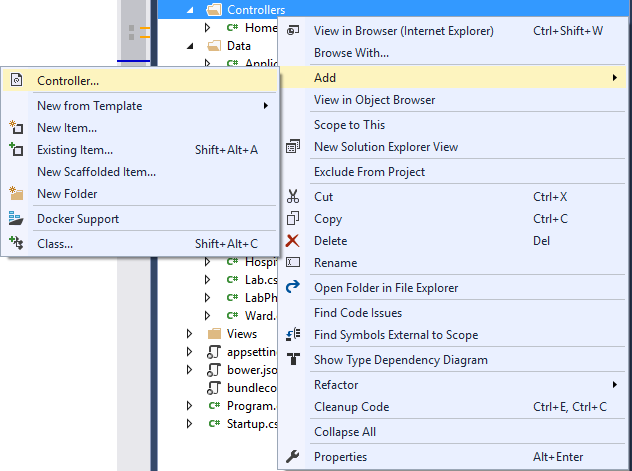 Controllers
C# Home
Data
C# Applic
Controller...
New from Template
New Item...
Existing Item... Shift+Alt+A
New Scaffolded Item...
New Folder
Docker Support
Class... Shift+Alt+C
View in Browser (Internet Explorer) Ctrl+Shift+W
Browse With...
Add
View in Object Browser
Scope to This
New Solution Explorer View
Exclude From Project
Cut Ctrl+X
Copy Ctrl+C
Delete Del
Rename
Open Folder in File Explorer
Find Code Issues
Find Symbols External to Scope
Show Type Dependency Diagram
Refactor
Cleanup Code Ctrl+E, Ctrl+C
Collapse All
Properties Alt+Enter
C# Hospi
C# Lab.cs
C# LabPh
C# Ward.
Views
appsettin
bower.jso
bundleco
C# Program.
C# Startup.cs